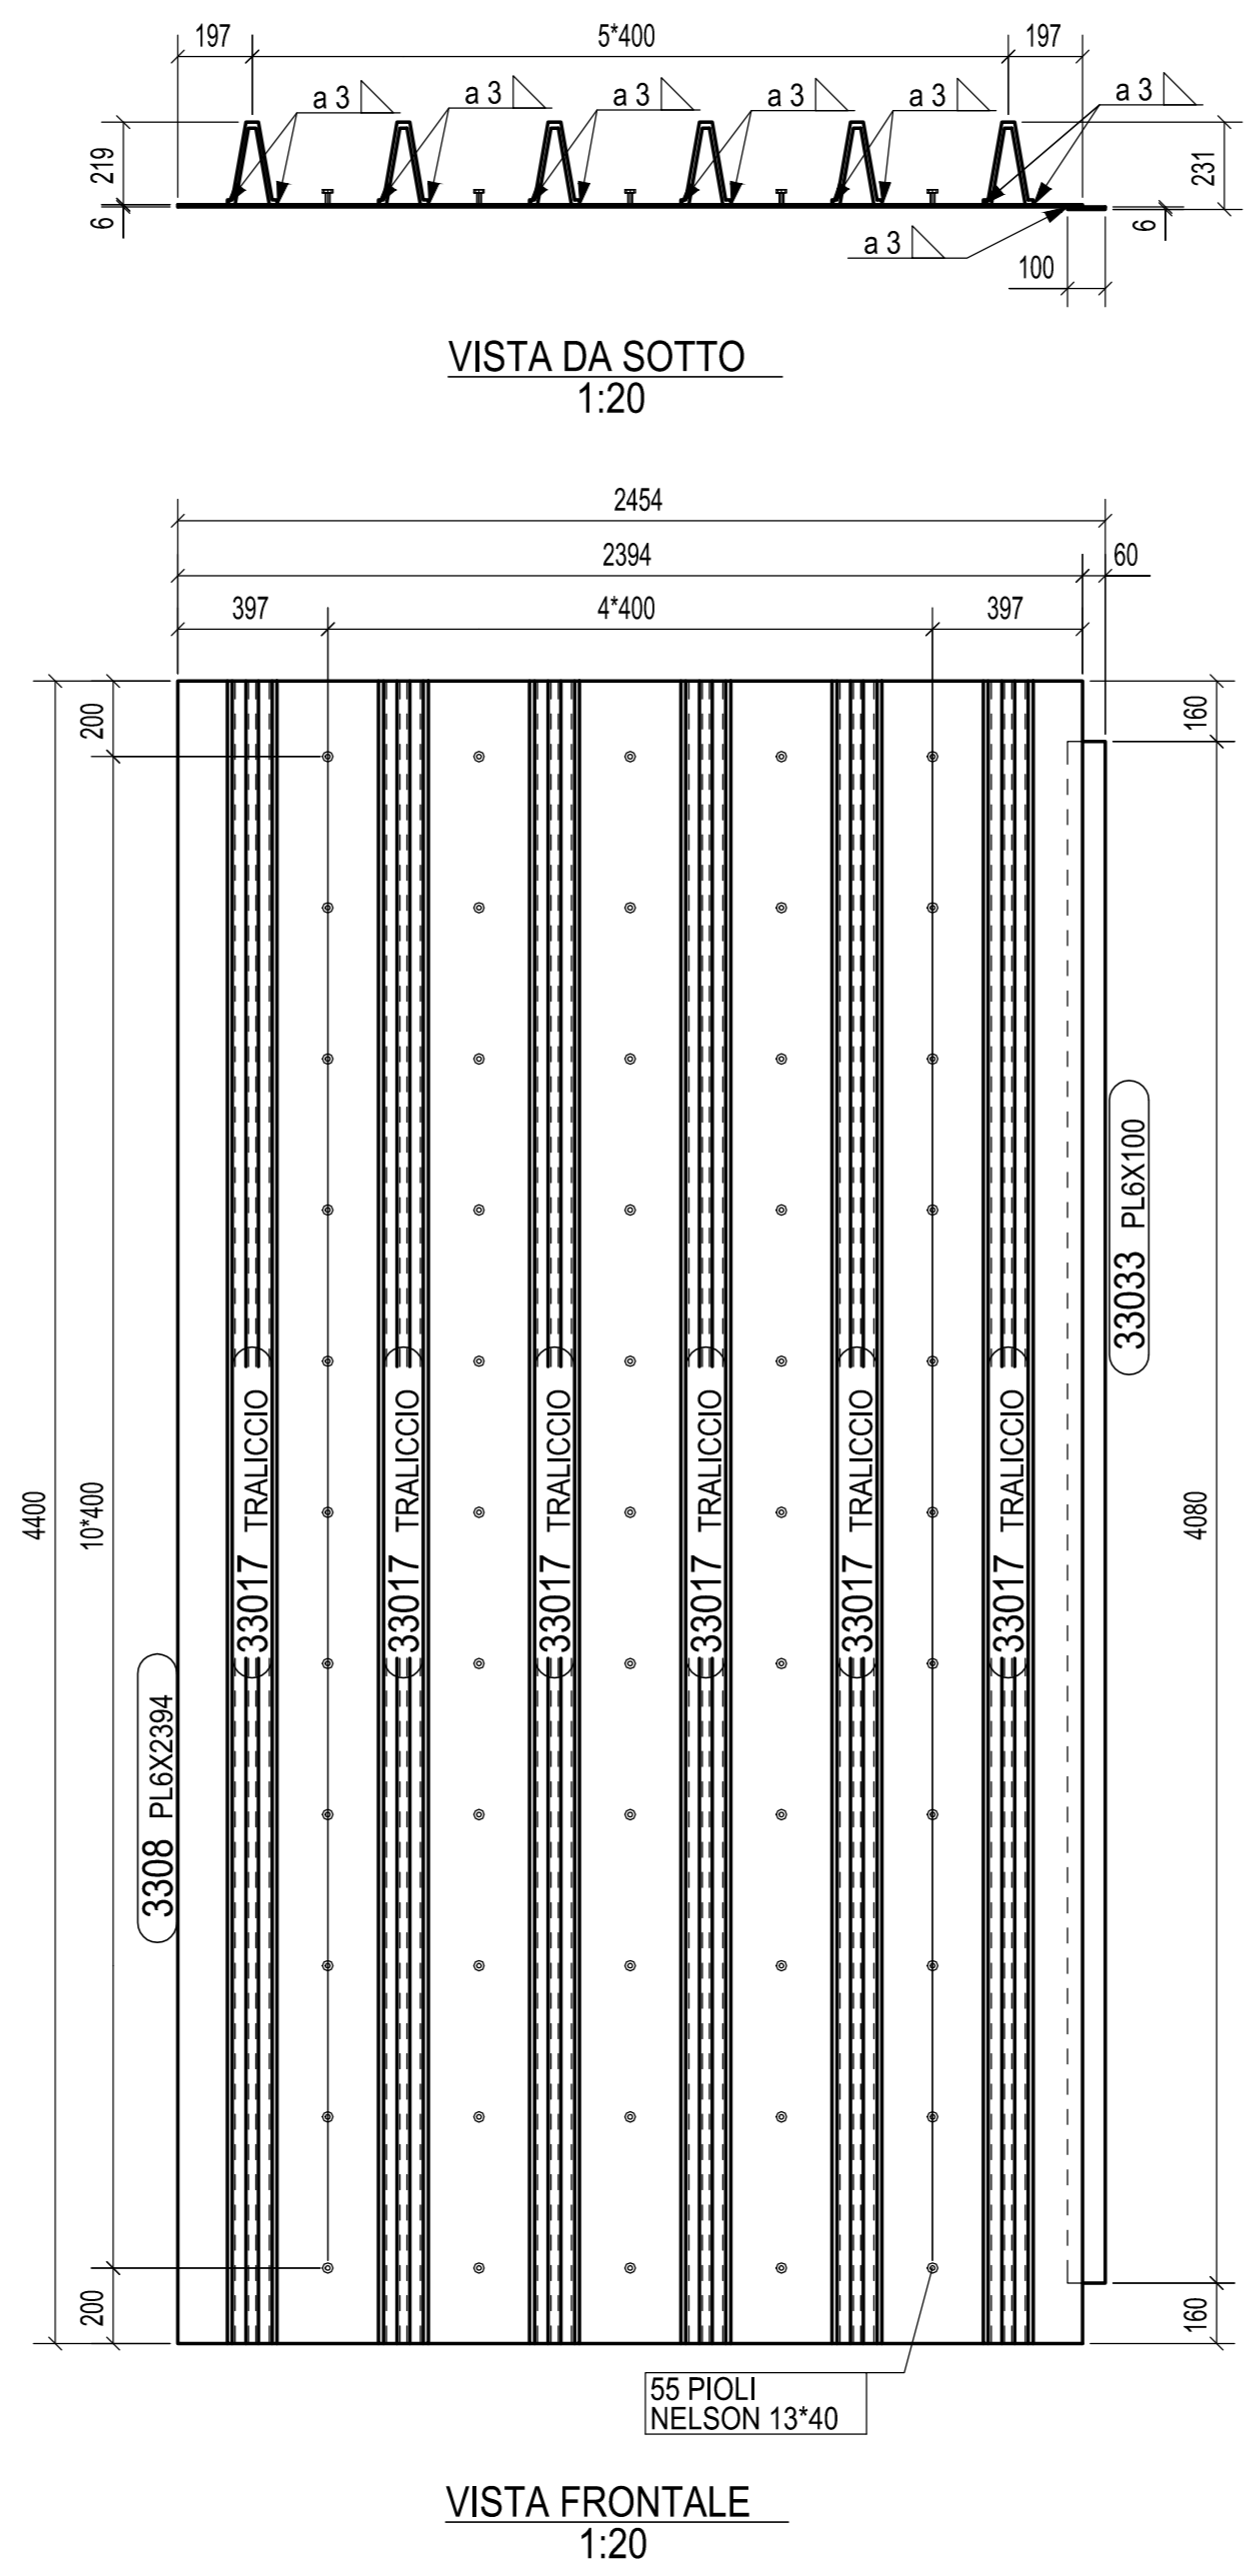 197
5*400
197
a 3
a 3
a 3
a 3
a 3
a 3
219
6
231
6
a 3
100
VISTA DA SOTTO
1:20
2454
2394
60
397
4*400
397
200
160
33033 PL6X100
4400
10*400
33017 TRALICCIO
33017 TRALICCIO
33017 TRALICCIO
33017 TRALICCIO
33017 TRALICCIO
33017 TRALICCIO
4080
3308 PL6X2394
200
160
55 PIOLI
NELSON 13*40
VISTA FRONTALE
1:20